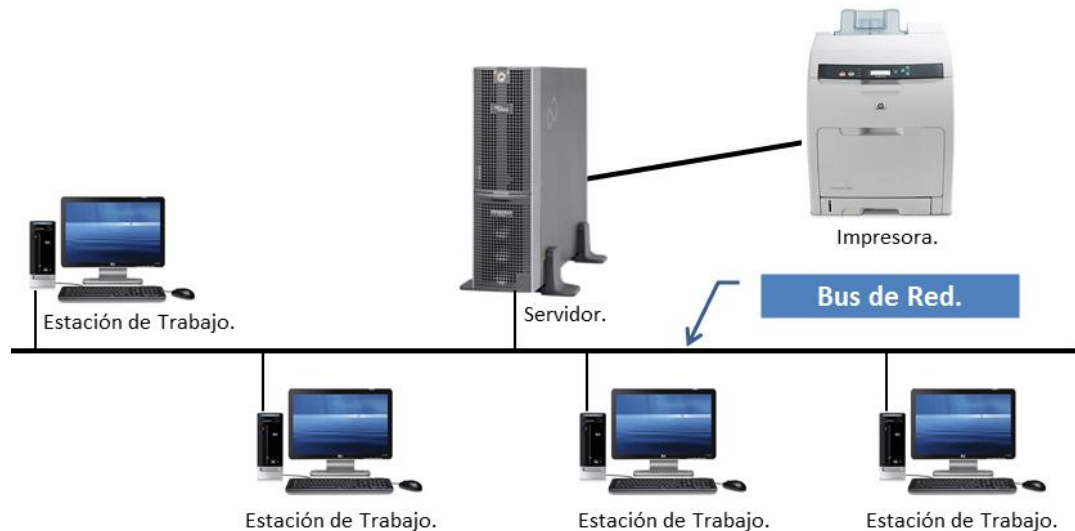 Impresora.
Bus de Red.
Servidor.
Estación de Trabajo.
Estación de Trabajo.
Estación de Trabajo.
Estación de Trabajo.